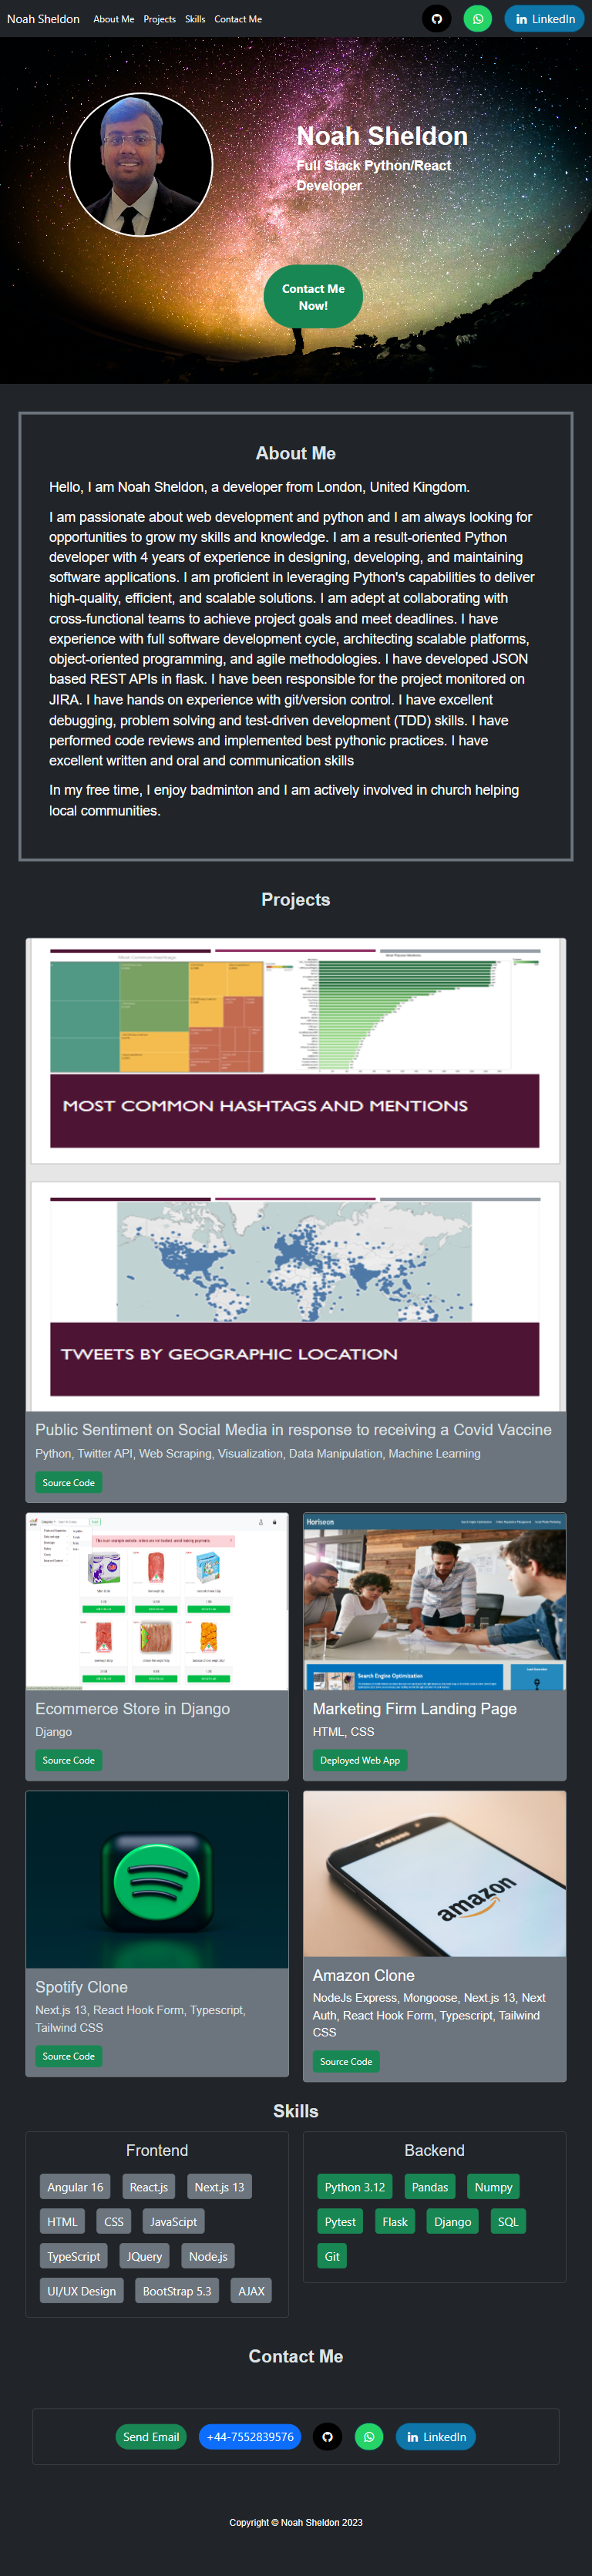 Noah Sheldon About Me Projects Skills Contact Me LinkedIn
Noah Sheldon
Full Stack Python/React
Developer
Contact Me
Now!
About Me
Hello, I am Noah Sheldon, a developer from London, United Kingdom.
I am passionate about web development and python and I am always looking for
opportunities to grow my skills and knowledge. I am a result-oriented Python
developer with 4 years of experience in designing, developing, and maintaining
software applications. I am proficient in leveraging Python's capabilities to deliver
high-quality, efficient, and scalable solutions. I am adept at collaborating with
cross-functional teams to achieve project goals and meet deadlines. I have
experience with full software development cycle, architecting scalable platforms,
object-oriented programming, and agile methodologies. I have developed JSON
based REST APIs in flask. I have been responsible for the project monitored on
JIRA. I have hands on experience with git/version control. I have excellent
debugging, problem solving and test-driven development (TDD) skills. I have
performed code reviews and implemented best pythonic practices. I have
excellent written and oral and communication skills
In my free time, I enjoy badminton and I am actively involved in church helping
local communities.
Projects
Most Common Hashtags
MOST COMMON HASHTAGS AND MENTIONS
TWEETS BY GEOGRAPHIC LOCATION
Public Sentiment on Social Media in response to receiving a Covid Vaccine
Python, Twitter API, Web Scraping, Visualization, Data Manipulation, Machine Learning
Source Code
Horiseon
Search Engine Optimization
Ecommerce Store in Django
Django
Source Code
Marketing Firm Landing Page
HTML, CSS
Deployed Web App
SAMSUNG
amazon
Spotify Clone
Next.js 13, React Hook Form, Typescript,
Tailwind CSS
Source Code
Amazon Clone
NodeJs Express, Mongoose, Next.js 13, Next
Auth, React Hook Form, Typescript, Tailwind
CSS
Source Code
Skills
Frontend
Angular 16 React.js Next.js 13
HTML CSS JavaScipt
TypeScript JQuery Node.js
UI/UX Design BootStrap 5.3 AJAX
Backend
Python 3.12 Pandas Numpy
Pytest Flask Django SQL
Git
Contact Me
Send Email +44-7552839576 LinkedIn
Copyright © Noah Sheldon 2023